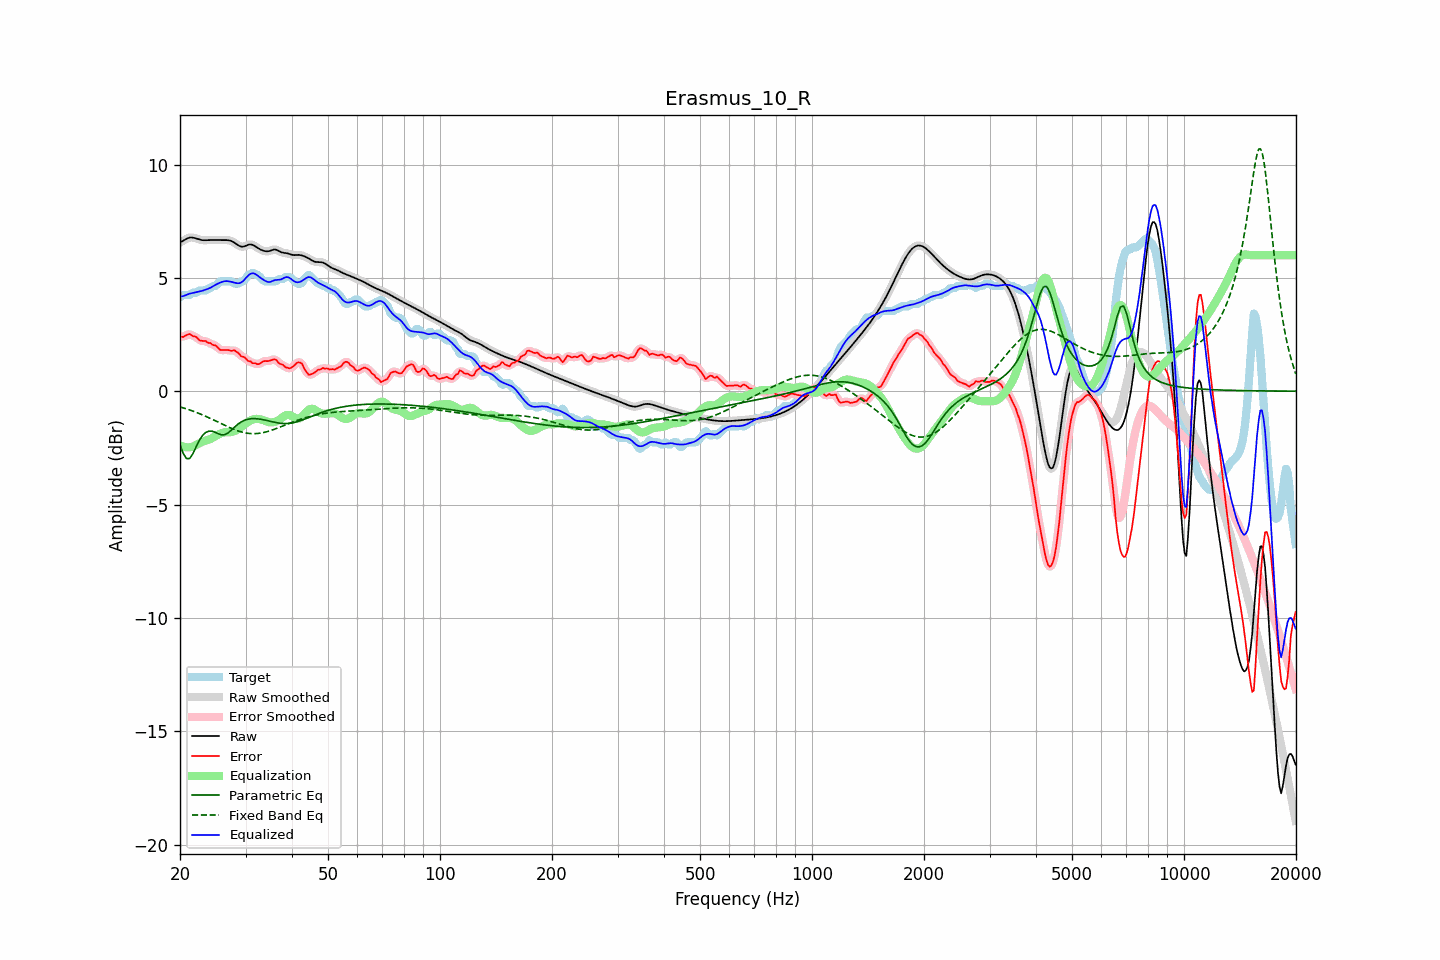 Erasmus_10_R
Amplitude (dBr)
10
5
0
−5
−10
−15
−20
Target
Raw Smoothed
Error Smoothed
Raw
Error
Equalization
Parametric Eq
Fixed Band Eq
Equalized
20 50 100 200 500 1000 2000 5000 10000 20000
Frequency (Hz)